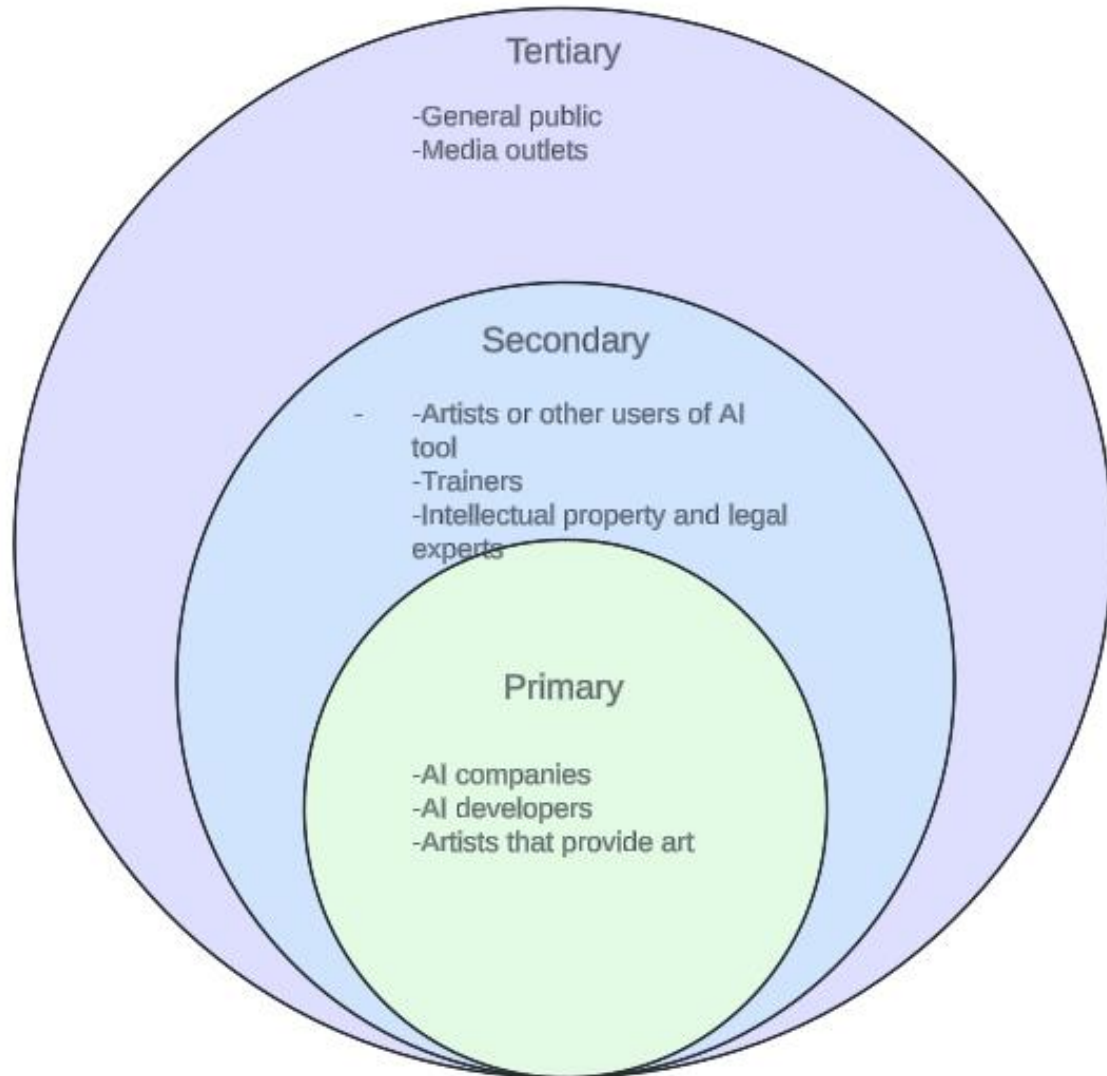 Tertiary
-General public
-Media outlets
Secondary
- -Artists or other users of AI
tool
-Trainers
-Intellectual property and legal
experts
Primary
-AI companies
-AI developers
-Artists that provide art